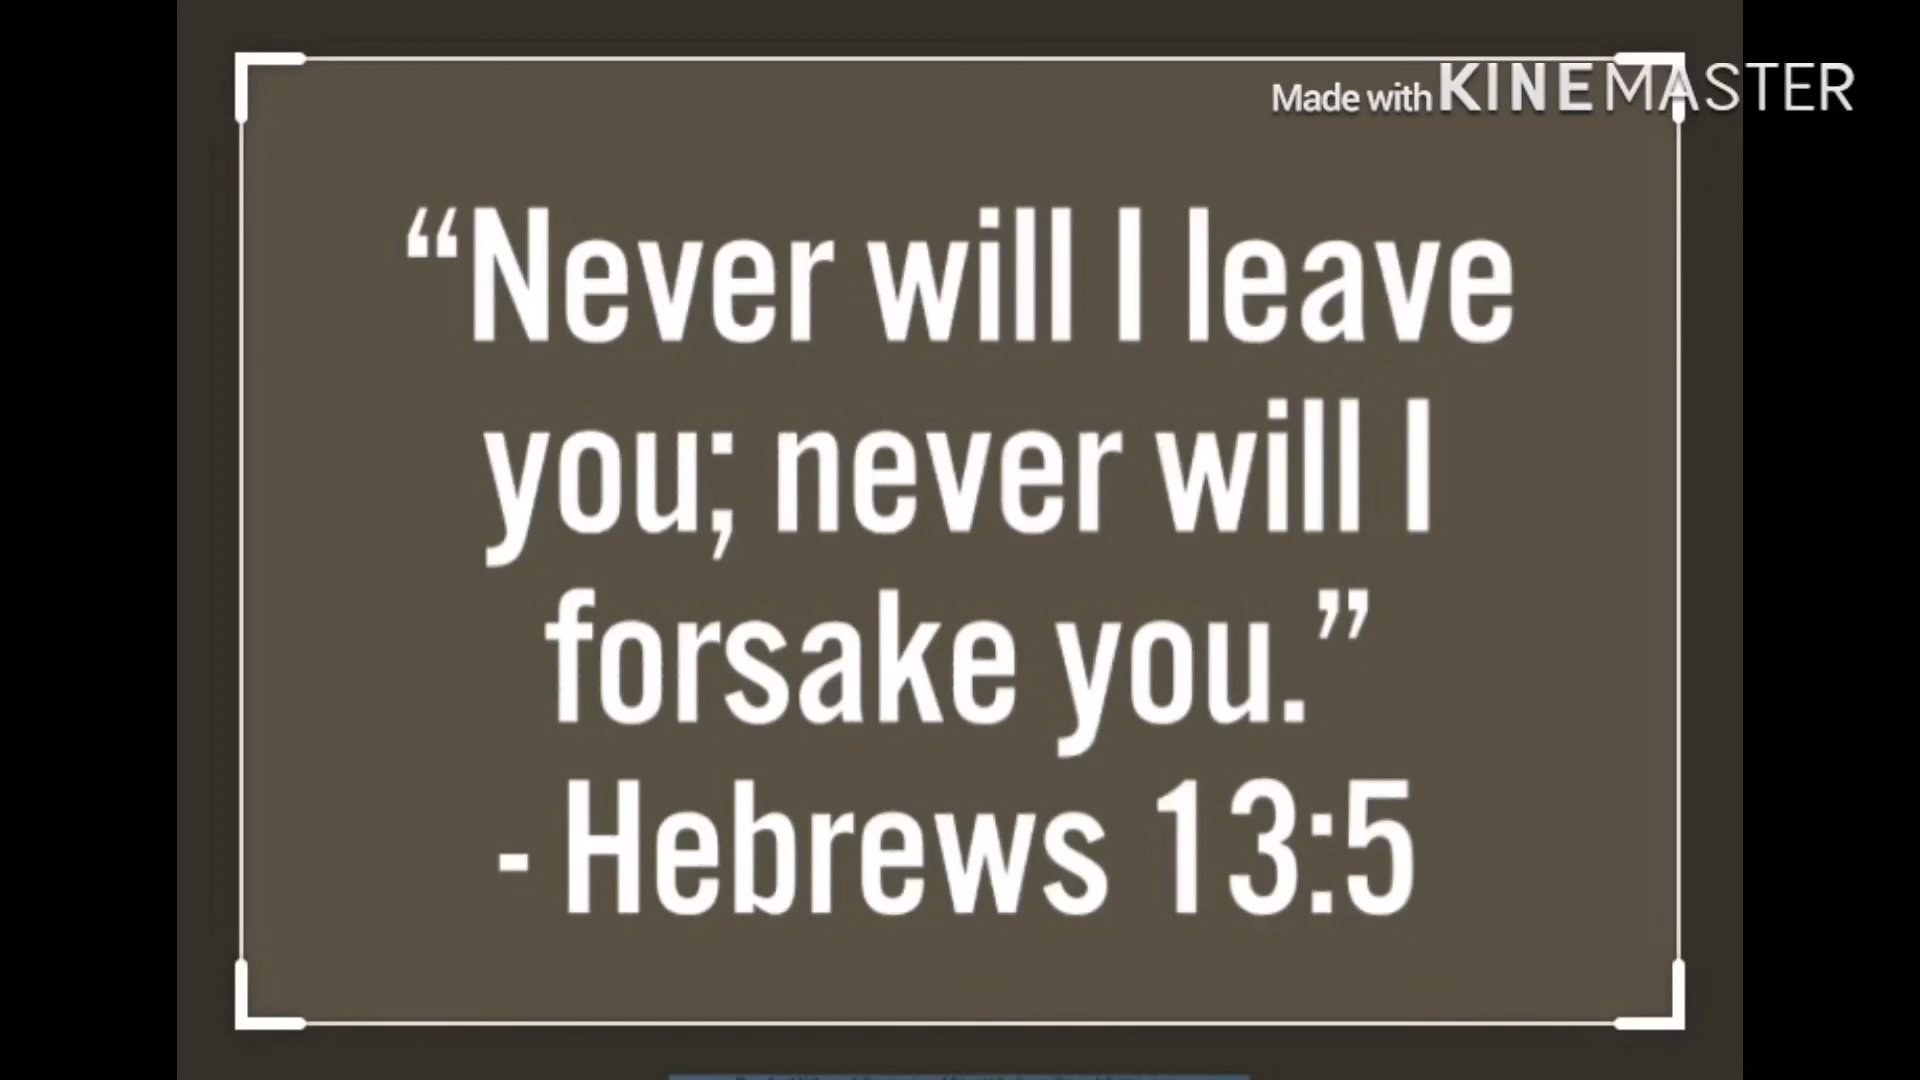 Made with KINEMASTER
“Never will I leave
you; never will I
forsake you.”
- Hebrews 13:5